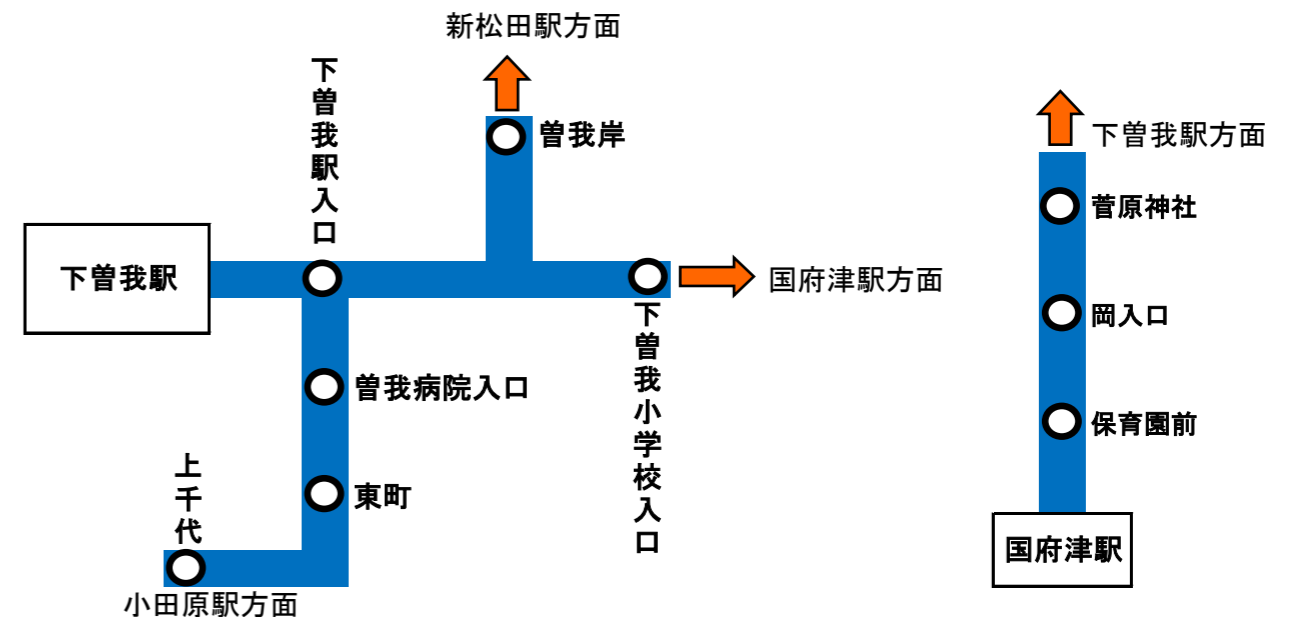 新松田駅方面
下曽我駅入口
曽我岸
下曽我駅方面
菅原神社
下曽我駅
国府津駅方面
下曽我小学校入口
岡入口
曽我病院入口
保育園前
上千代
東町
国府津駅
小田原駅方面